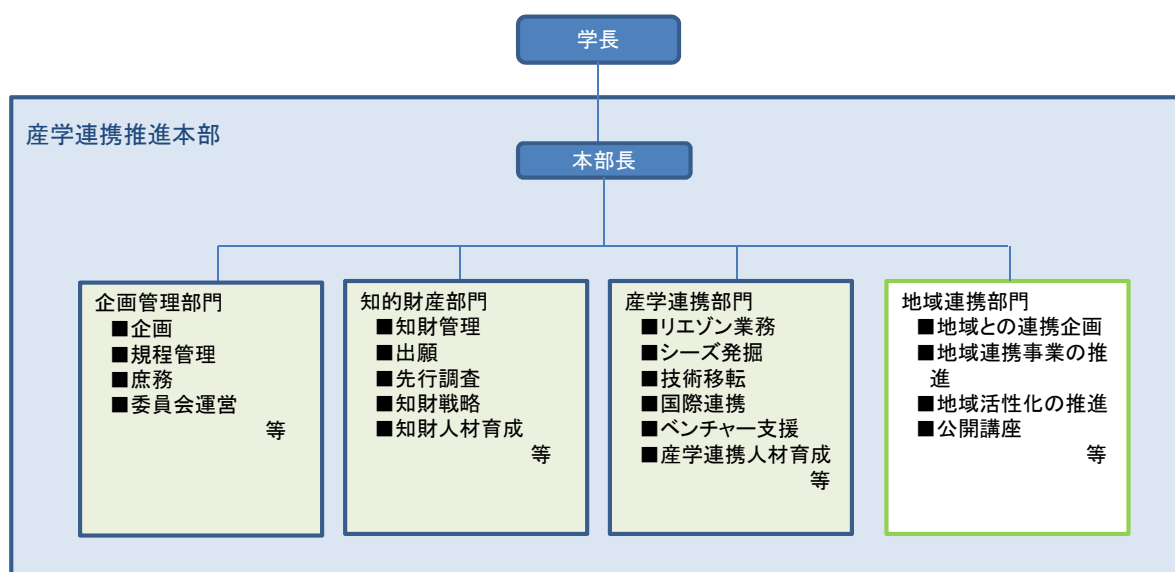 学長
産学連携推進本部
本部長
企画管理部門
■企画
■規程管理
■庶務
■委員会運営
等
知的財産部門
■知財管理
■出願
■先行調査
■知財戦略
■知財人材育成
等
産学連携部門
■リエゾン業務
■シーズ発掘
■技術移転
■国際連携
■ベンチャー支援
■産学連携人材育成
等
地域連携部門
■地域との連携企画
■地域連携事業の推
進
■地域活性化の推進
■公開講座
等